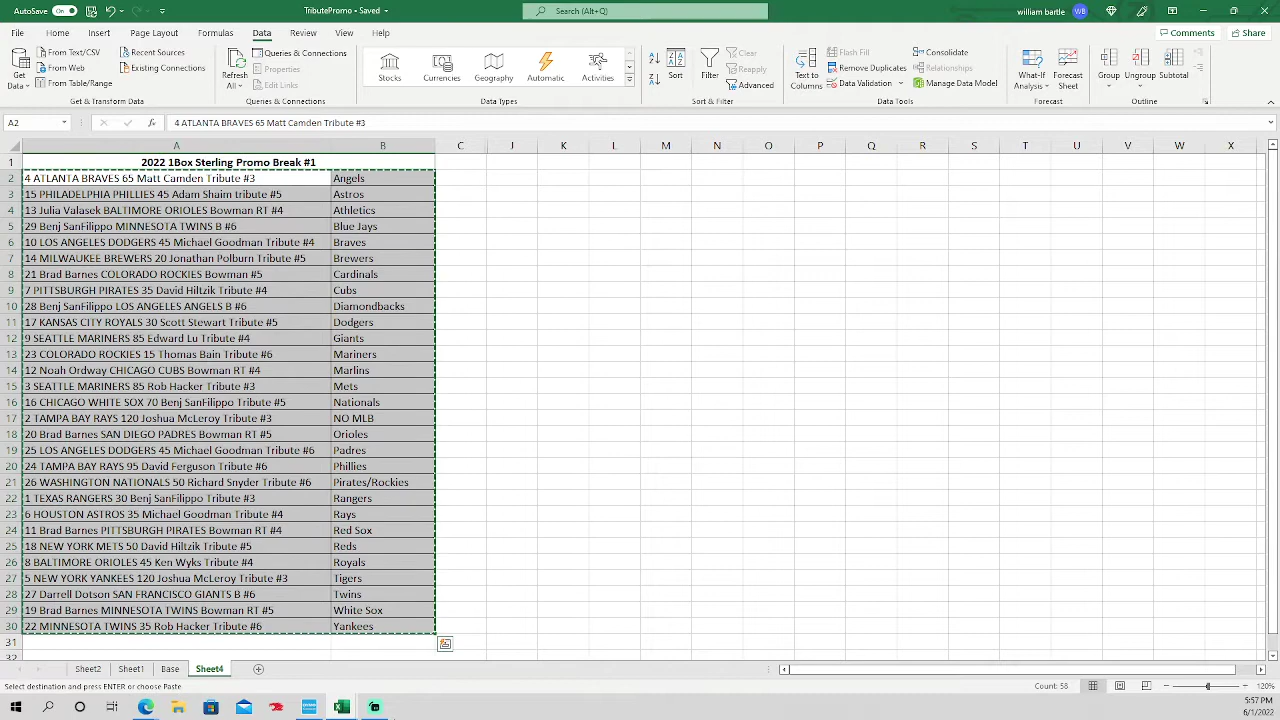 AutoSave On TributePromo - Saved Search (Alt+Q) william bartle WB
File Home Insert Page Layout Formulas Data Review View Help Comments Share
Get Data From Text/CSV From Web From Table/Range Recent Sources Existing Connections
Get & Transform Data
Refresh All Queries & Connections Properties Edit Links
Queries & Connections
Stocks Currencies Geography Automatic Activities
Data Types
Sort Filter Clear Reapply Advanced
Sort & Filter
Text to Columns Flash Fill Remove Duplicates Data Validation Consolidate Relationships Manage Data Model
Data Tools
What-If Analysis Forecast Sheet
Forecast
Group Ungroup Subtotal
Outline
A2 fx 4 ATLANTA BRAVES 65 Matt Camden Tribute #3
A B C I J K L M N O P Q R S T U V W X
1 2022 1Box Sterling Promo Break #1
2 4 ATLANTA BRAVES 65 Matt Camden Tribute #3 Angels
3 15 PHILADELPHIA PHILLIES 45 Adam Shaim tribute #5 Astros
4 13 Julia Valasek BALTIMORE ORIOLES Bowman RT #4 Athletics
5 29 Benj SanFilippo MINNESOTA TWINS B #6 Blue Jays
6 10 LOS ANGELES DODGERS 45 Michael Goodman Tribute #4 Braves
7 14 MILWAUKEE BREWERS 20 Jonathan Polburn Tribute #5 Brewers
8 21 Brad Barnes COLORADO ROCKIES Bowman #5 Cardinals
9 7 PITTSBURGH PIRATES 35 David Hiltzik Tribute #4 Cubs
10 28 Benj SanFilippo LOS ANGELES ANGELS B #6 Diamondbacks
11 17 KANSAS CITY ROYALS 30 Scott Stewart Tribute #5 Dodgers
12 9 SEATTLE MARINERS 85 Edward Lu Tribute #4 Giants
13 23 COLORADO ROCKIES 15 Thomas Bain Tribute #6 Mariners
14 12 Noah Ordway CHICAGO CUBS Bowman RT #4 Marlins
15 3 SEATTLE MARINERS 85 Rob Hacker Tribute #3 Mets
16 16 CHICAGO WHITE SOX 70 Benj SanFilippo Tribute #5 Nationals
17 2 TAMPA BAY RAYS 120 Joshua McLeroy Tribute #3 NO MLB
18 20 Brad Barnes SAN DIEGO PADRES Bowman RT #5 Orioles
19 25 LOS ANGELES DODGERS 45 Michael Goodman Tribute #6 Padres
20 24 TAMPA BAY RAYS 95 David Ferguson Tribute #6 Phillies
21 26 WASHINGTON NATIONALS 50 Richard Snyder Tribute #6 Pirates/Rockies
22 1 TEXAS RANGERS 30 Benj SanFilippo Tribute #3 Rangers
23 6 HOUSTON ASTROS 35 Michael Goodman Tribute #4 Rays
24 11 Brad Barnes PITTSBURGH PIRATES Bowman RT #4 Red Sox
25 18 NEW YORK METS 50 David Hiltzik Tribute #5 Reds
26 8 BALTIMORE ORIOLES 45 Ken Wyks Tribute #4 Royals
27 5 NEW YORK YANKEES 120 Joshua McLeroy Tribute #3 Tigers
28 27 Darrell Dotson SAN FRANCISCO GIANTS B #6 Twins
29 19 Brad Barnes MINNESOTA TWINS Bowman RT #5 White Sox
30 22 MINNESOTA TWINS 35 Rob Hacker Tribute #6 Yankees
31
32
Sheet2 Sheet1 Base Sheet4
Select destination and press ENTER or choose Paste Count: 58 120%
5:57 PM
6/1/2022